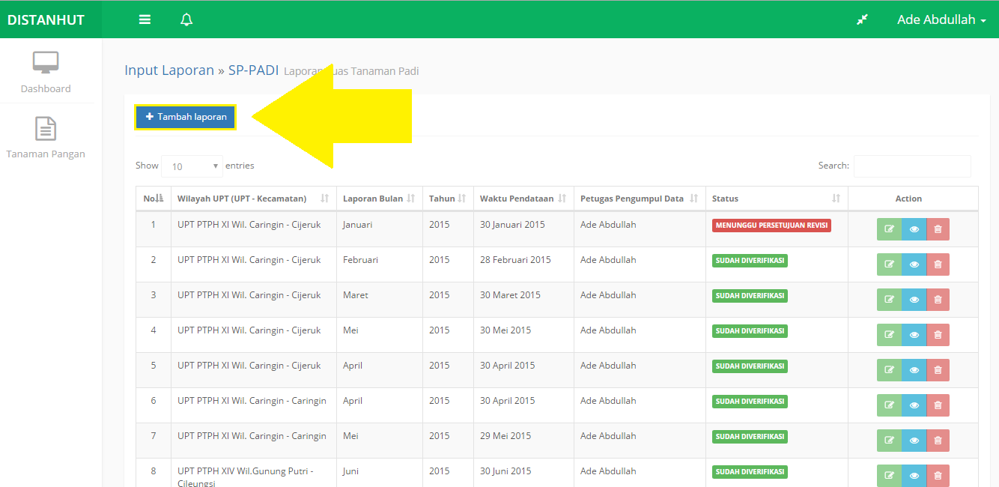 DISTANHUT
Ade Abdullah
Dashboard
Tanaman Pangan
Input Laporan » SP-PADI Laporan uas Tanaman Padi
+ Tambah laporan
Show 10 entries Search:
No Wilayah UPT (UPT - Kecamatan) Laporan Bulan Tahun Waktu Pendataan Petugas Pengumpul Data Status Action
1 UPT PTPH XI Wil. Caringin - Cijeruk Januari 2015 30 Januari 2015 Ade Abdullah MENUNGGU PERSETUJUAN REVISI
2 UPT PTPH XI Wil. Caringin - Cijeruk Februari 2015 28 Februari 2015 Ade Abdullah SUDAH DIVERIFIKASI
3 UPT PTPH XI Wil. Caringin - Cijeruk Maret 2015 30 Maret 2015 Ade Abdullah SUDAH DIVERIFIKASI
4 UPT PTPH XI Wil. Caringin - Cijeruk Mei 2015 30 Mei 2015 Ade Abdullah SUDAH DIVERIFIKASI
5 UPT PTPH XI Wil. Caringin - Cijeruk April 2015 30 April 2015 Ade Abdullah SUDAH DIVERIFIKASI
6 UPT PTPH XI Wil. Caringin - Caringin April 2015 30 April 2015 Ade Abdullah SUDAH DIVERIFIKASI
7 UPT PTPH XI Wil. Caringin - Caringin Mei 2015 29 Mei 2015 Ade Abdullah SUDAH DIVERIFIKASI
8 UPT PTPH XIV Wil.Gunung Putri - Juni 2015 30 Juni 2015 Ade Abdullah SUDAH DIVERIFIKASI
Cileungsi